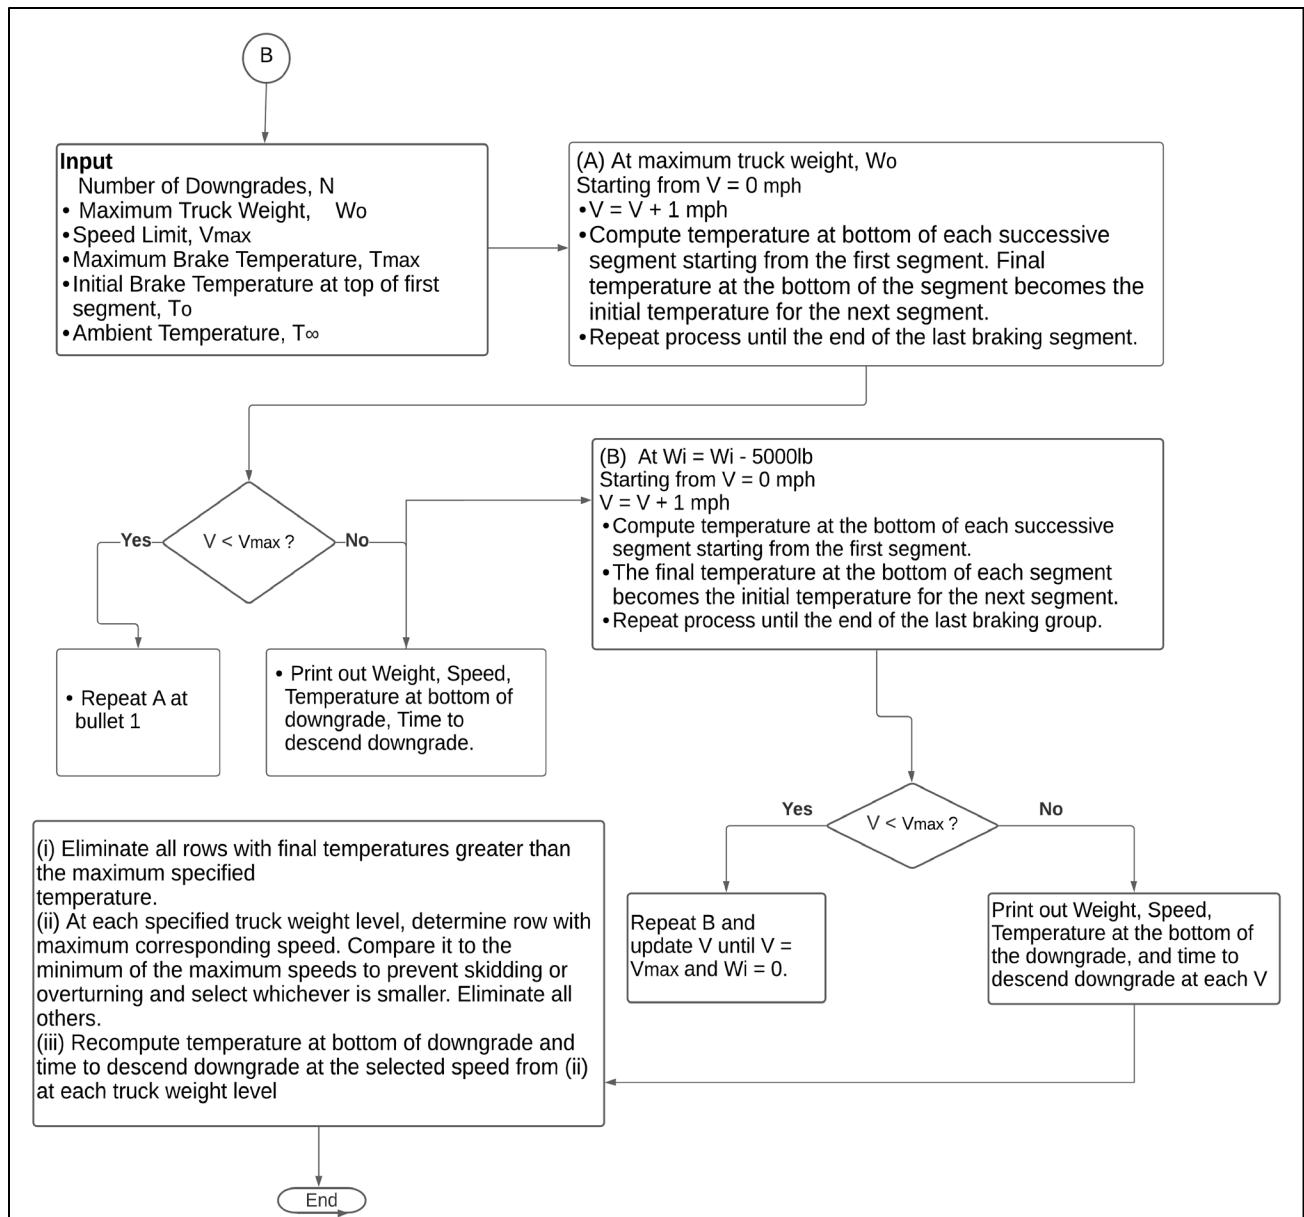 B
Input
Number of Downgrades, N
• Maximum Truck Weight, Wo
• Speed Limit, Vmax
• Maximum Brake Temperature, Tmax
• Initial Brake Temperature at top of first
segment, To
• Ambient Temperature, T∞
(A) At maximum truck weight, Wo
Starting from V = 0 mph
• V = V + 1 mph
• Compute temperature at bottom of each successive
segment starting from the first segment. Final
temperature at the bottom of the segment becomes the
initial temperature for the next segment.
• Repeat process until the end of the last braking segment.
Yes
V < Vmax ?
No
(B) At Wi = Wi - 5000lb
Starting from V = 0 mph
V = V + 1 mph
• Compute temperature at the bottom of each successive
segment starting from the first segment.
• The final temperature at the bottom of each segment
becomes the initial temperature for the next segment.
• Repeat process until the end of the last braking group.
• Repeat A at
bullet 1
• Print out Weight, Speed,
Temperature at bottom of
downgrade, Time to
descend downgrade.
Yes
V < Vmax ?
No
Repeat B and
update V until V =
Vmax and Wi = 0.
Print out Weight, Speed,
Temperature at the bottom of
the downgrade, and time to
descend downgrade at each V
(i) Eliminate all rows with final temperatures greater than
the maximum specified
temperature.
(ii) At each specified truck weight level, determine row with
maximum corresponding speed. Compare it to the
minimum of the maximum speeds to prevent skidding or
overturning and select whichever is smaller. Eliminate all
others.
(iii) Recompute temperature at bottom of downgrade and
time to descend downgrade at the selected speed from (ii)
at each truck weight level
End